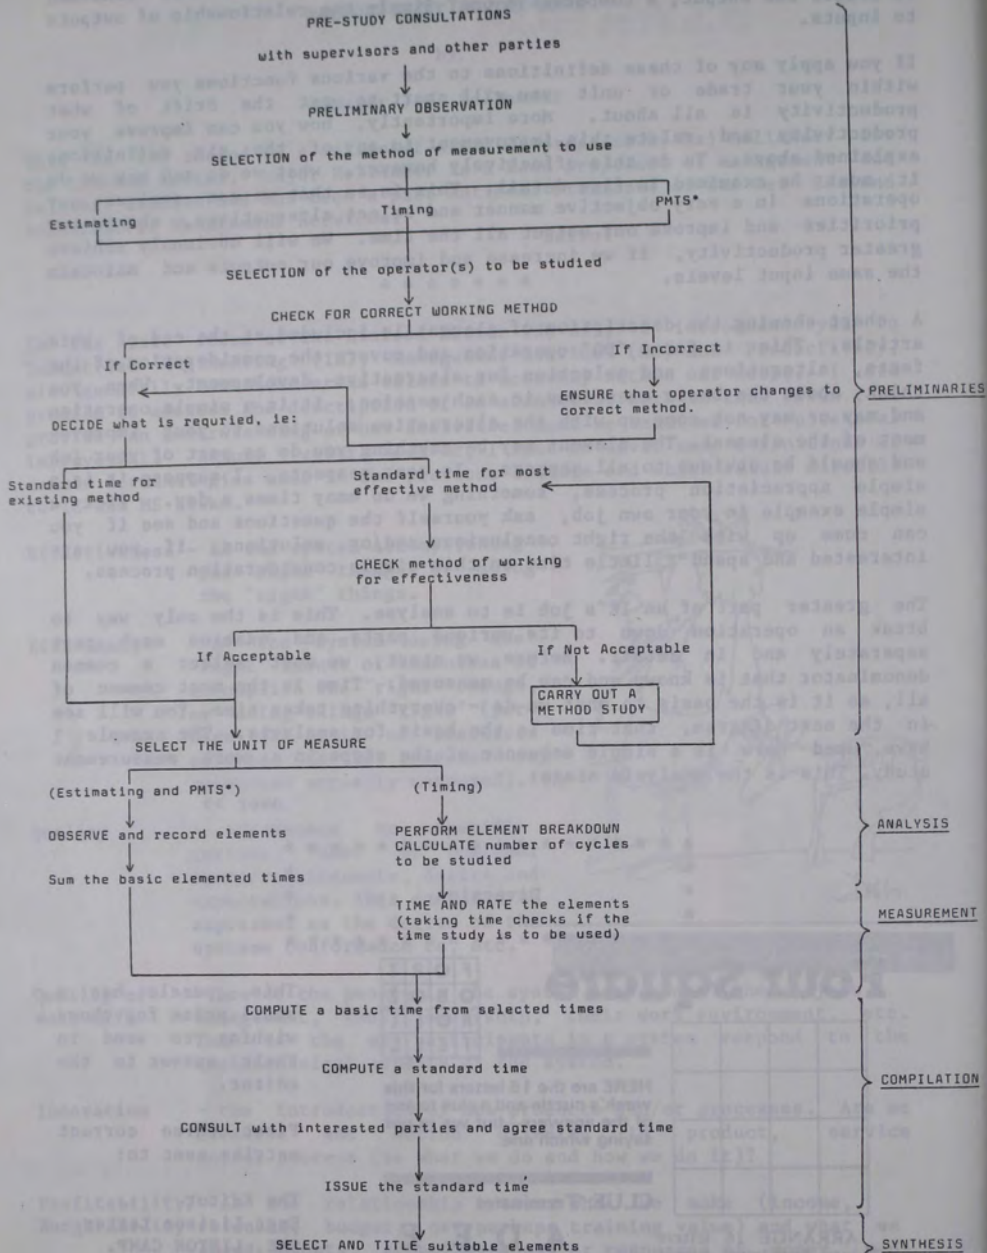 PRE-STUDY CONSULTATIONS
with supervisors and other parties
PRELIMINARY OBSERVATION
SELECTION of the method of measurement to use
Estimating
Timing
PMTS*
SELECTION of the operator(s) to be studied
CHECK FOR CORRECT WORKING METHOD
If Correct
If Incorrect
ENSURE that operator changes to
correct method.
PRELIMINARIES
DECIDE what is requried, ie:
Standard time for
existing method
Standard time for most
effective method
CHECK method of working
for effectiveness
If Acceptable
If Not Acceptable
CARRY OUT A
METHOD STUDY
SELECT THE UNIT OF MEASURE
(Estimating and PMTS*)
(Timing)
OBSERVE and record elements
PERFORM ELEMENT BREAKDOWN
CALCULATE number of cycles
to be studied
ANALYSIS
Sum the basic elemented times
TIME AND RATE the elements
(taking time checks if the
time study is to be used)
MEASUREMENT
COMPUTE a basic time from selected times
COMPUTE a standard time
COMPILATION
CONSULT with interested parties and agree standard time
ISSUE the standard time
SELECT AND TITLE suitable elements
SYNTHESIS